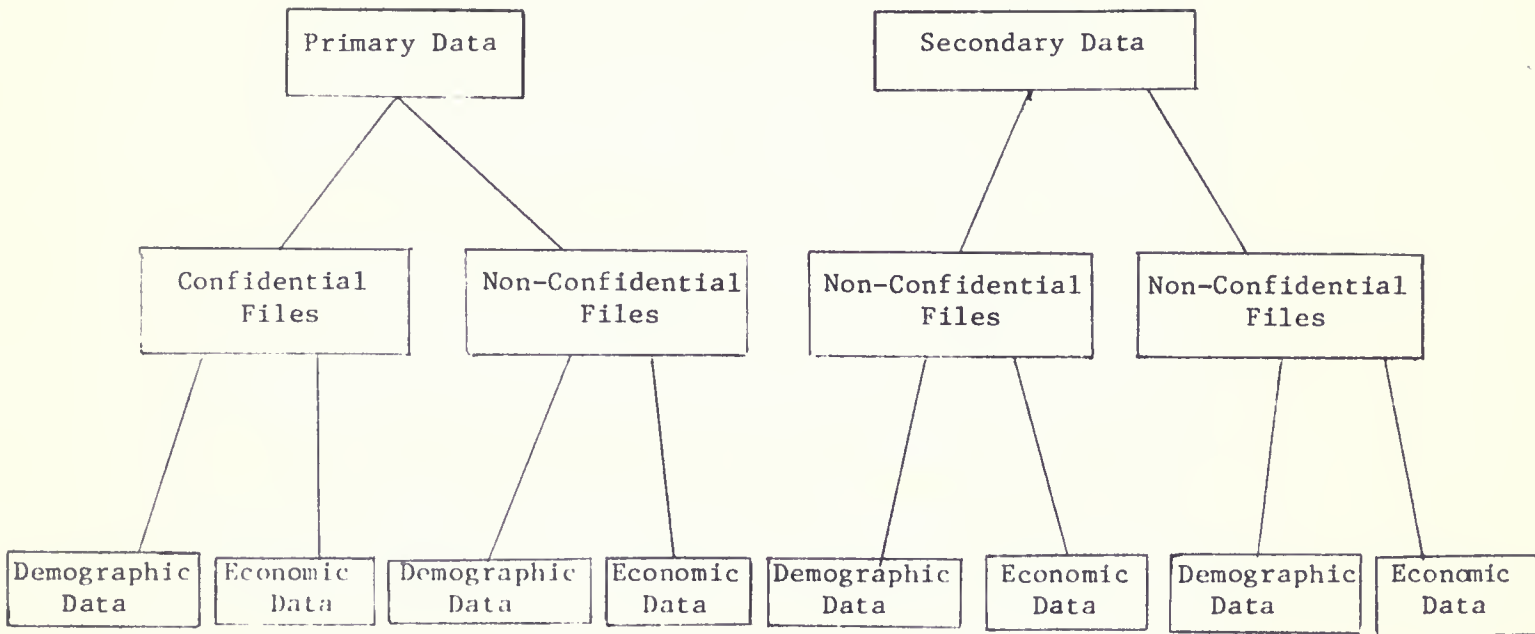 Primary Data
Secondary Data
Confidential
Files
Non-Confidential
Files
Non-Confidential
Files
Non-Confidential
Files
Demographic
Data
Economic
Data
Demographic
Data
Economic
Data
Demographic
Data
Economic
Data
Demographic
Data
Economic
Data